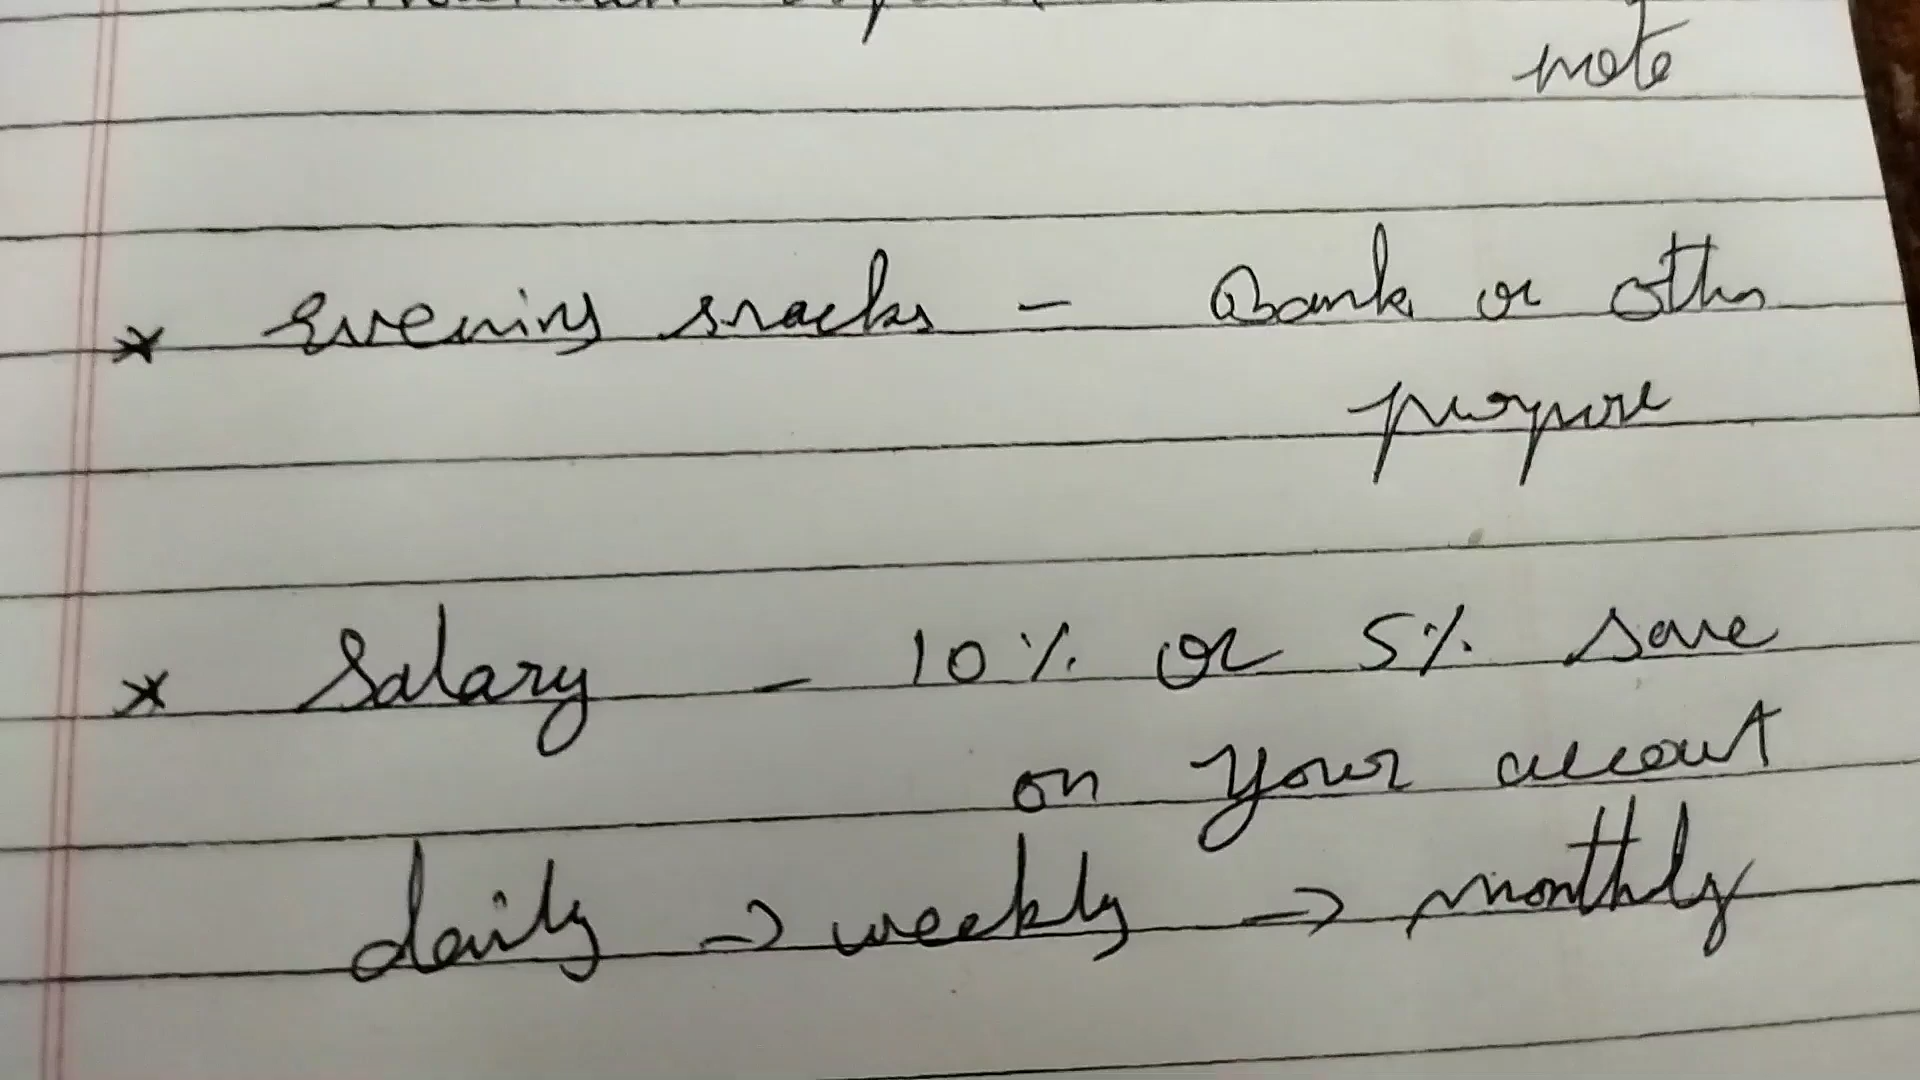 note
* Evening snacks - Bank or other
purpose
* Salary - 10% or 5% save
on your account
daily → weekly → monthly